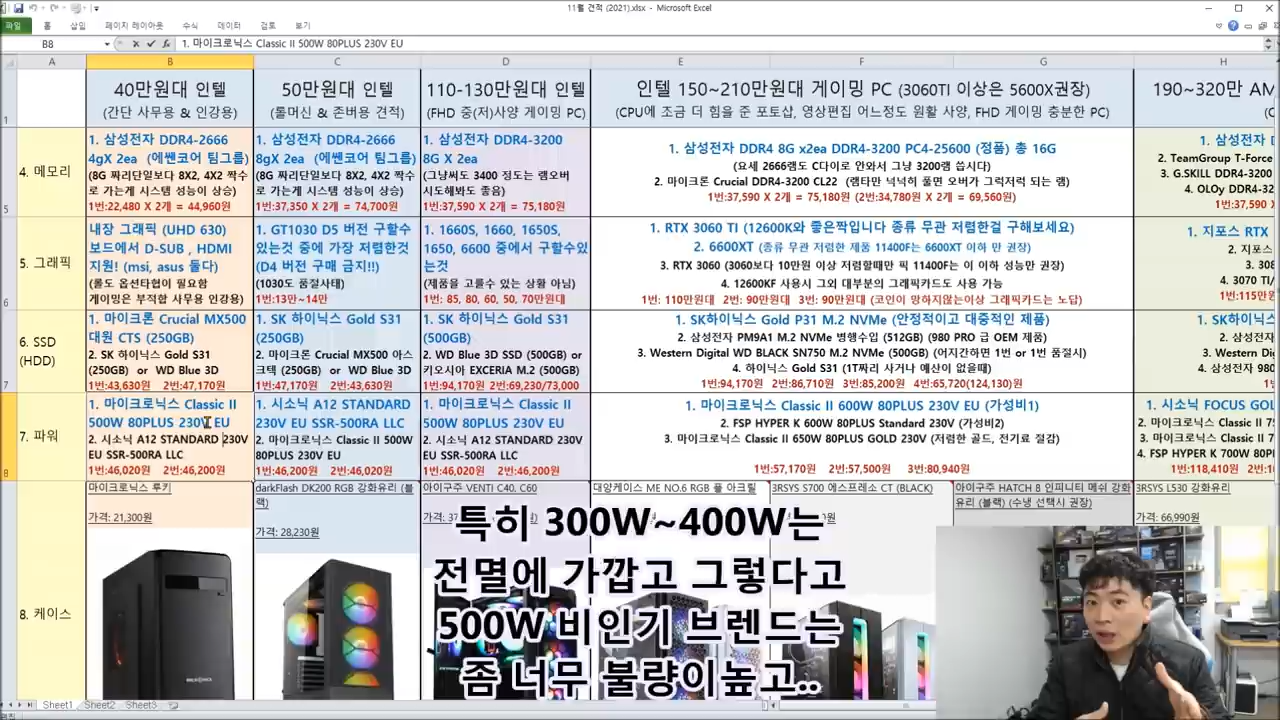 11월 견적 (2021).xlsx - Microsoft Excel
파일 홈 삽입 페이지 레이아웃 수식 데이터 검토 보기
B8 1. 마이크로닉스 Classic II 500W 80PLUS 230V EU
A B C D E F G H
1
40만원대 인텔
(간단 사무용 & 인강용)
50만원대 인텔
(롤머신 & 존버용 견적)
110-130만원대 인텔
(FHD 중(저)사양 게이밍 PC)
인텔 150~210만원대 게이밍 PC (3060TI 이상은 5600X권장)
(CPU에 조금 더 힘을 준 포토샵, 영상편집 어느정도 원활 사양, FHD 게이밍 충분한 PC)
190~320만 AM
5
4. 메모리
1. 삼성전자 DDR4-2666
4gX 2ea (에쎈코어 팀그룹)
(8G 짜리단일보다 8X2, 4X2 짝수
로 가는게 시스템 성능이 상승)
1번:22,480 X 2개 = 44,960원
1. 삼성전자 DDR4-2666
8gX 2ea (에쎈코어 팀그룹)
(8G 짜리단일보다 8X2, 4X2 짝수
로 가는게 시스템 성능이 상승)
1번:37,350 X 2개 = 74,700원
1. 삼성전자 DDR4-3200
8G X 2ea
(그냥써도 3400 정도는 램오버
시도해봐도 좋음)
1번:37,590 X 2개 = 75,180원
1. 삼성전자 DDR4 8G x2ea DDR4-3200 PC4-25600 (정품) 총 16G
(요세 2666램도 C다이로 안와서 그냥 3200램 씁시다)
2. 마이크론 Crucial DDR4-3200 CL22 (램타만 넉넉히 풀면 오버가 그럭저럭 되는 램)
1번:37,590 X 2개 = 75,180원 (2번:34,780원 X 2개 = 69,560원)
1. 삼성전자 D
2. TeamGroup T-Force
3. G.SKILL DDR4-3
4. OLOy DDR4-32
1번:37,590 X
6
5. 그래픽
내장 그래픽 (UHD 630)
보드에서 D-SUB , HDMI
지원! (msi, asus 둘다)
(롤도 옵션타협이 필요함
게이밍은 부적합 사무용 인강용)
1. GT1030 D5 버전 구할수
있는것 중에 가장 저렴한것
(D4 버전 구매 금지!!)
(1030도 품절사태)
1번:13만~14만
1. 1660S, 1660, 1650S,
1650, 6600 중에서 구할수있
는것
(제품을 고를수 있는 상황 아님)
1번: 85, 80, 60, 50, 70만원대
1. RTX 3060 TI (12600K와 좋은짝입니다 종류 무관 저렴한걸 구해보세요)
2. 6600XT (종류 무관 저렴한 제품 11400F는 6600XT 이하 만 권장)
3. RTX 3060 (3060보다 10만원 이상 저렴할때만 픽 11400F는 이 이하 성능만 권장)
4. 12600KF 사용시 그외 대부분의 그래픽카드도 사용 가능
1번: 110만원대 2번: 90만원대 3번: 90만원대 (코인이 망하지않는이상 그래픽카드는 노답)
1. 지포스 RTX
2. 지포스
3. 308
4. 3070 TI/
1번:115만원
7
6. SSD
(HDD)
1. 마이크론 Crucial MX500
대원 CTS (250GB)
2. SK 하이닉스 Gold S31
(250GB) or WD Blue 3D
1번:43,630원 2번:47,170원
1. SK 하이닉스 Gold S31
(250GB)
2. 마이크론 Crucial MX500 아스
크텍 (250GB) or WD Blue 3D
1번:47,170원 2번:43,630원
1. SK 하이닉스 Gold S31
(500GB)
2. WD Blue 3D SSD (500GB) or
키오시아 EXCERIA M.2 (500GB)
1번:94,170원 2번:69,230/73,000
1. SK하이닉스 Gold P31 M.2 NVMe (안정적이고 대중적인 제품)
2. 삼성전자 PM9A1 M.2 NVMe 병행수입 (512GB) (980 PRO 급 OEM 제품)
3. Western Digital WD BLACK SN750 M.2 NVMe (500GB) (어지간하면 1번 or 1번 품절시)
4. 하이닉스 Gold S31 (1T짜리 사거나 예산이 없을때)
1번:94,170원 2번:86,710원 3번:85,200원 4번:65,720(124,130)원
1. SK하이닉
2. 삼성전자
3. Western Dig
4. 삼성전자 980
1번:94,170원
8
7. 파워
1. 마이크로닉스 Classic II
500W 80PLUS 230V EU
2. 시소닉 A12 STANDARD 230V
EU SSR-500RA LLC
1번:46,020원 2번:46,200원
1. 시소닉 A12 STANDARD
230V EU SSR-500RA LLC
2. 마이크로닉스 Classic II 500W
80PLUS 230V EU
1번:46,200원 2번:46,020원
1. 마이크로닉스 Classic II
500W 80PLUS 230V EU
2. 시소닉 A12 STANDARD 230V
EU SSR-500RA LLC
1번:46,020원 2번:46,200원
1. 마이크로닉스 Classic II 600W 80PLUS 230V EU (가성비1)
2. FSP HYPER K 600W 80PLUS Standard 230V EU (가성비2)
3. 마이크로닉스 Classic II 650W 80PLUS GOLD 230V (저렴한 골드, 전기료 절감)
1번:57,170원 2번:57,500원 3번:80,940원
1. 시소닉 FOCUS GOL
2. 마이크로닉스 Classic II 75
3. 마이크로닉스 Classic II 7
4. FSP HYPER K 700W 80P
1번:118,410원 2번:1
8. 케이스
마이크로닉스 루키
가격: 21,300원
darkFlash DK200 RGB 강화유리 (블
랙)
가격: 28,230원
아이구주 VENTI C40, C60
대양케이스 ME NO.6 RGB 풀 아크릴
3RSYS S700 에스프레소 CT (BLACK)
아이구주 HATCH 8 인피니티 메쉬 강화
유리 (블랙) (수냉 선택시 권장)
3RSYS L530 강화유리
가격: 66,990원
특히 300W~400W는
전멸에 가깝고 그렇다고
500W 비인기 브렌드는
좀 너무 불량이높고..
Sheet1 Sheet2 Sheet3